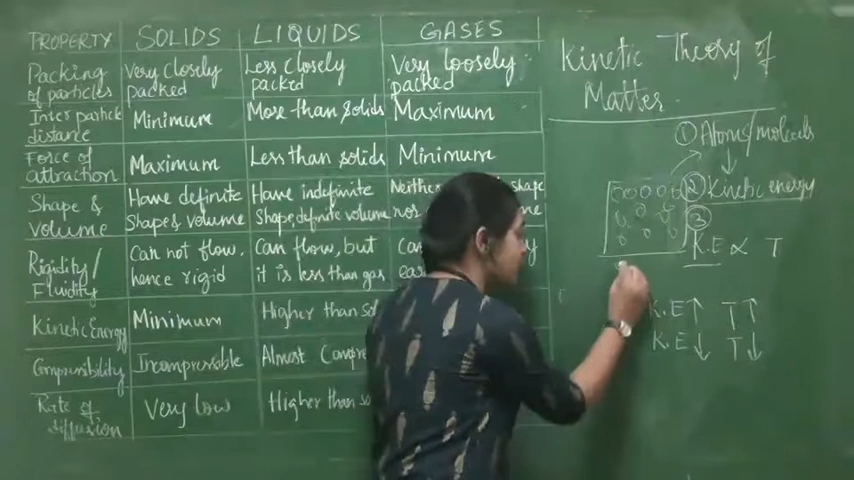 PROPERTY SOLIDS LIQUIDS GASES
Packing of particles Very closely packed Less closely packed Very loosely packed
Inter particle distance Minimum More than solids Maximum
Force of attraction Maximum Less than solids Minimum
Shape & Volume Have definite Shape & volume Have indefinite Shape, definite volume Neither shape nor
Rigidity/ Fluidity Can not flow, hence rigid Can flow, but it is less than gas
Kinetic Energy Minimum Higher than
Compressibility Incompressible Almost
Rate of diffusion Very low Higher than
Kinetic Theory of Matter.
① Atoms/molecules
② Kinetic energy
③
K.E ∝ T
K.E↑ T↑
K.E↓ T↓